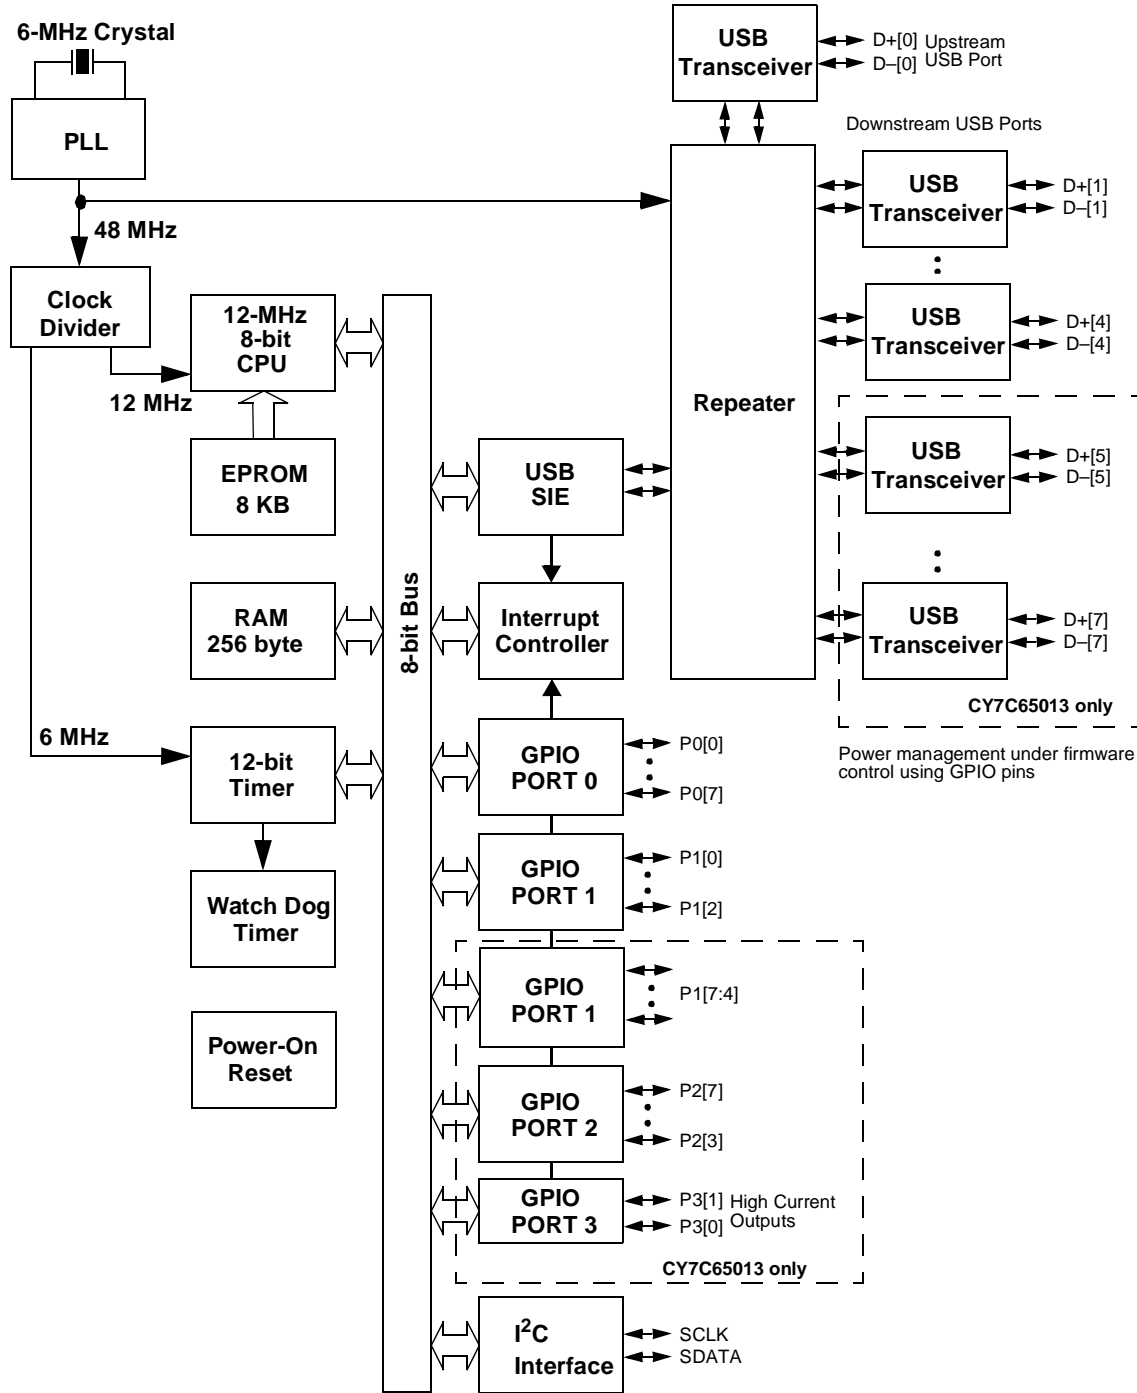 6-MHz Crystal
PLL
48 MHz
Clock
Divider
12-MHz
8-bit
CPU
12 MHz
EPROM
8 KB
RAM
256 byte
6 MHz
12-bit
Timer
Watch Dog
Timer
Power-On
Reset
8-bit Bus
USB
SIE
Interrupt
Controller
GPIO
PORT 0
P0[0]
P0[7]
GPIO
PORT 1
P1[0]
P1[2]
GPIO
PORT 1
P1[7:4]
GPIO
PORT 2
P2[7]
P2[3]
GPIO
PORT 3
P3[1]
P3[0]
High Current
Outputs
CY7C65013 only
I2C
Interface
SCLK
SDATA
USB
Transceiver
D+[0]
D–[0]
Upstream
USB Port
Repeater
Downstream USB Ports
USB
Transceiver
D+[1]
D–[1]
USB
Transceiver
D+[4]
D–[4]
USB
Transceiver
D+[5]
D–[5]
USB
Transceiver
D+[7]
D–[7]
CY7C65013 only
Power management under firmware
control using GPIO pins